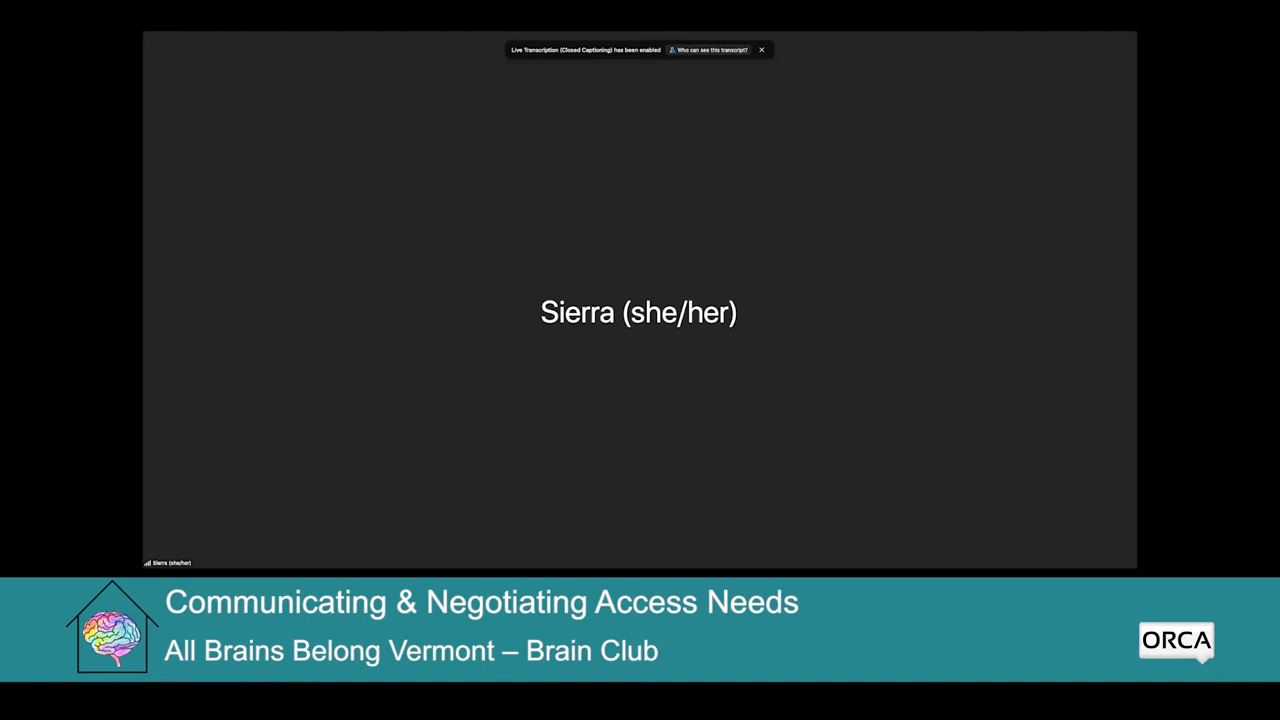 Live Transcription (Closed Captioning) has been enabled Who can see this transcript?
Sierra (she/her)
Sierra (she/her)
Communicating & Negotiating Access Needs
All Brains Belong Vermont – Brain Club
ORCA